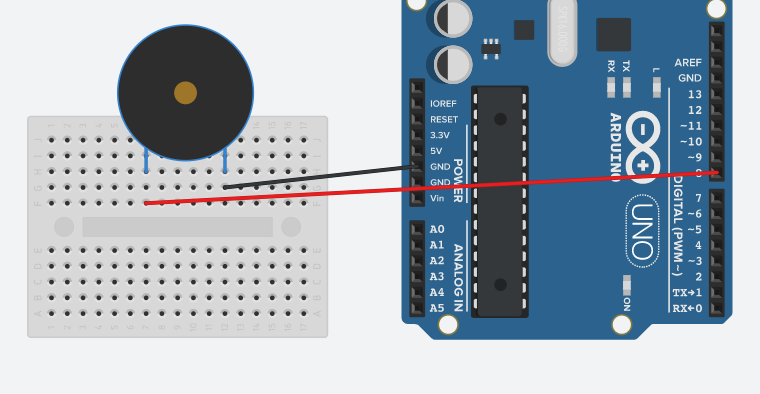 IOREF
RESET
3.3V
5V
GND
GND
Vin
POWER
A0
A1
A2
A3
A4
A5
ANALOG IN
RX
TX
L
ARDUINO
UNO
ON
AREF
GND
13
12
~11
~10
~9
8
7
~6
~5
4
~3
2
TX→1
RX←0
DIGITAL (PWM~)